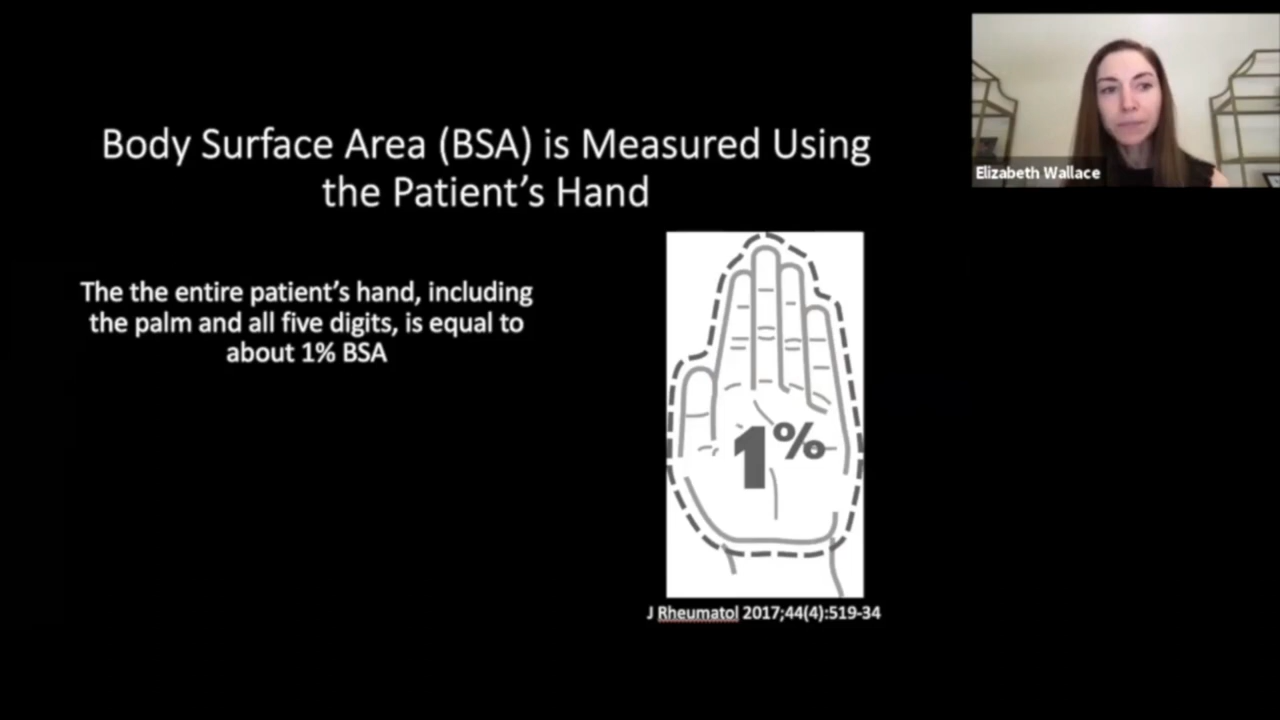 Body Surface Area (BSA) is Measured Using
the Patient's Hand
The the entire patient's hand, including
the palm and all five digits, is equal to
about 1% BSA
1%
J Rheumatol 2017;44(4):519-34
Elizabeth Wallace